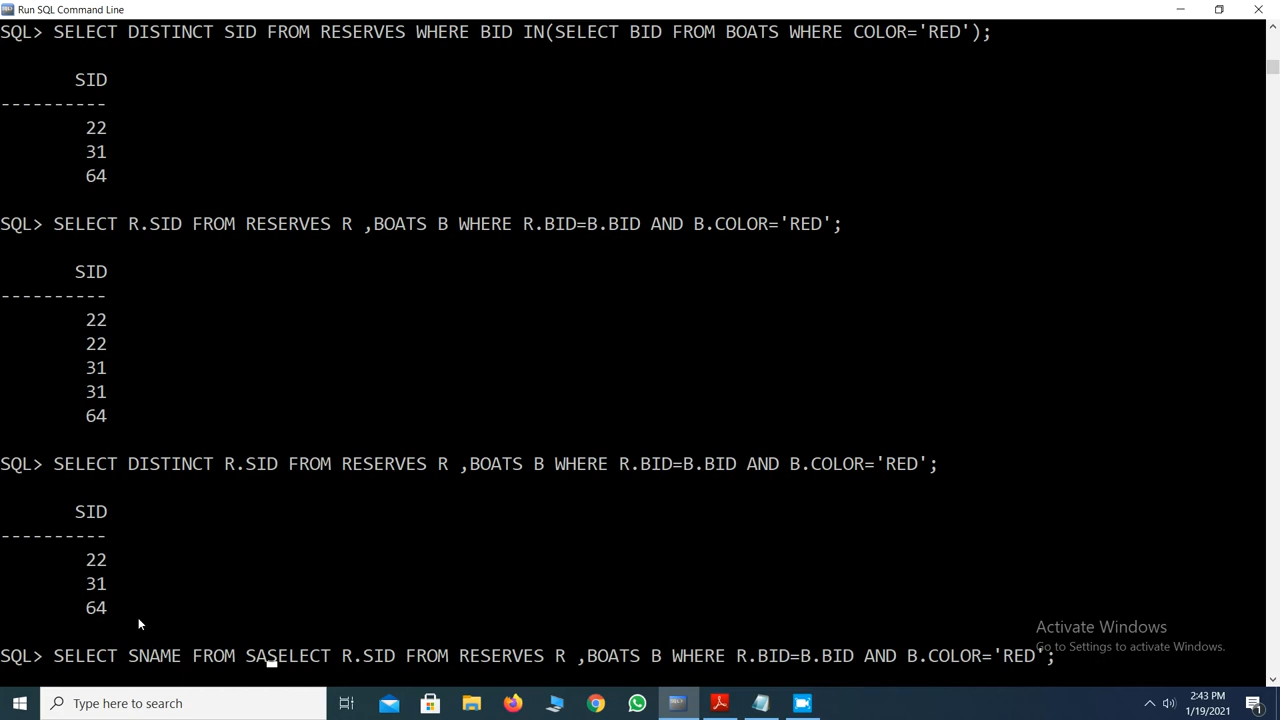 Run SQL Command Line
SQL> SELECT DISTINCT SID FROM RESERVES WHERE BID IN(SELECT BID FROM BOATS WHERE COLOR='RED');
SID
----------
22
31
64
SQL> SELECT R.SID FROM RESERVES R ,BOATS B WHERE R.BID=B.BID AND B.COLOR='RED';
SID
----------
22
22
31
31
64
SQL> SELECT DISTINCT R.SID FROM RESERVES R ,BOATS B WHERE R.BID=B.BID AND B.COLOR='RED';
SID
----------
22
31
64
Activate Windows
Go to Settings to activate Windows.
SQL> SELECT SNAME FROM SASELECT R.SID FROM RESERVES R ,BOATS B WHERE R.BID=B.BID AND B.COLOR='RED';
Type here to search
2:43 PM
1/19/2021
1